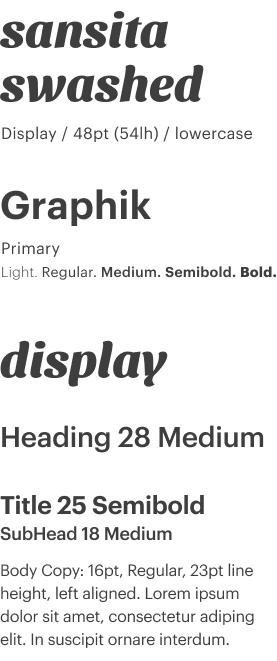 sansita
swashed
Display / 48pt (54lh) / lowercase
Graphik
Primary
Light. Regular. Medium. Semibold. Bold.
display
Heading 28 Medium
Title 25 Semibold
SubHead 18 Medium
Body Copy: 16pt, Regular, 23pt line
height, left aligned. Lorem ipsum
dolor sit amet, consectetur adiping
elit. In suscipit ornare interdum.